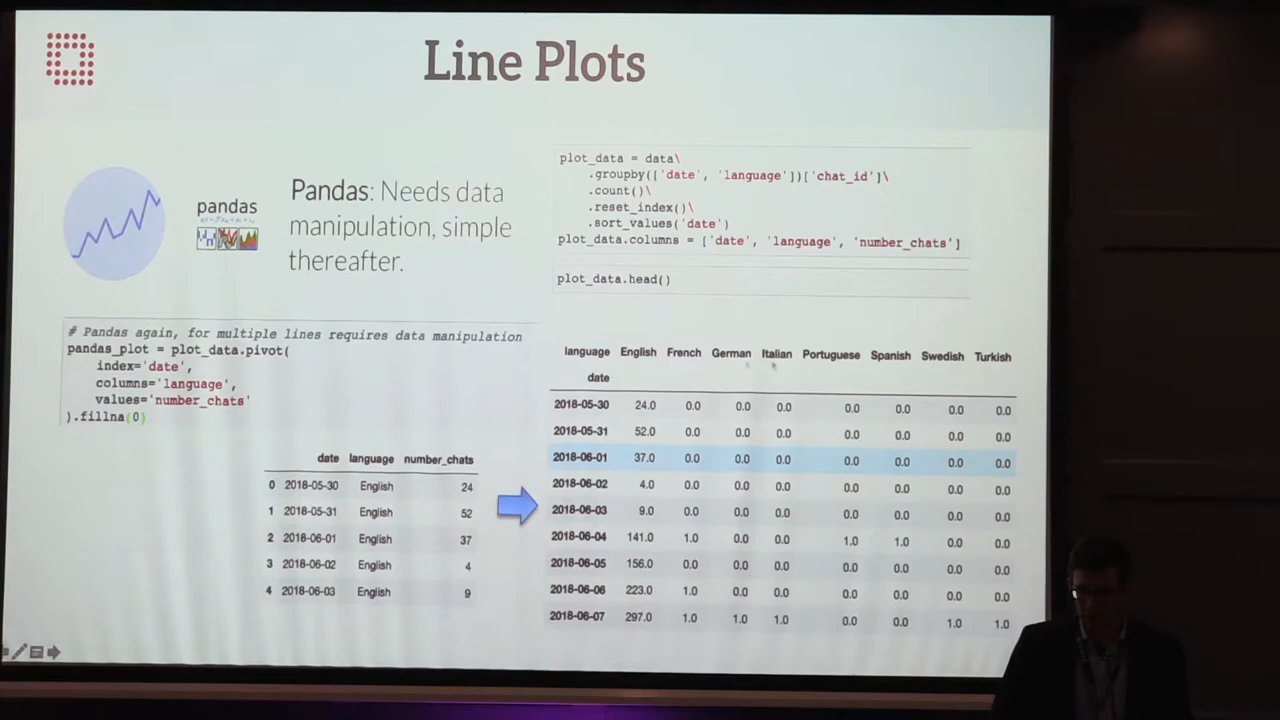 Line Plots
pandas
Pandas: Needs data
manipulation, simple
thereafter.
plot_data = data\
.groupby(['date', 'language'])['chat_id']\
.count()\
.reset_index()\
.sort_values('date')
plot_data.columns = ['date', 'language', 'number_chats']
plot_data.head()
# Pandas again, for multiple lines requires data manipulation
pandas_plot = plot_data.pivot(
index='date',
columns='language',
values='number_chats'
).fillna(0)
date language number_chats
0 2018-05-30 English 24
1 2018-05-31 English 52
2 2018-06-01 English 37
3 2018-06-02 English 4
4 2018-06-03 English 9
language English French German Italian Portuguese Spanish Swedish Turkish
date
2018-05-30 24.0 0.0 0.0 0.0 0.0 0.0 0.0 0.0
2018-05-31 52.0 0.0 0.0 0.0 0.0 0.0 0.0 0.0
2018-06-01 37.0 0.0 0.0 0.0 0.0 0.0 0.0 0.0
2018-06-02 4.0 0.0 0.0 0.0 0.0 0.0 0.0 0.0
2018-06-03 9.0 0.0 0.0 0.0 0.0 0.0 0.0 0.0
2018-06-04 141.0 1.0 0.0 0.0 1.0 1.0 0.0 0.0
2018-06-05 156.0 0.0 0.0 0.0 0.0 0.0 0.0 0.0
2018-06-06 223.0 1.0 0.0 0.0 0.0 0.0 0.0 0.0
2018-06-07 297.0 1.0 1.0 1.0 0.0 0.0 1.0 1.0